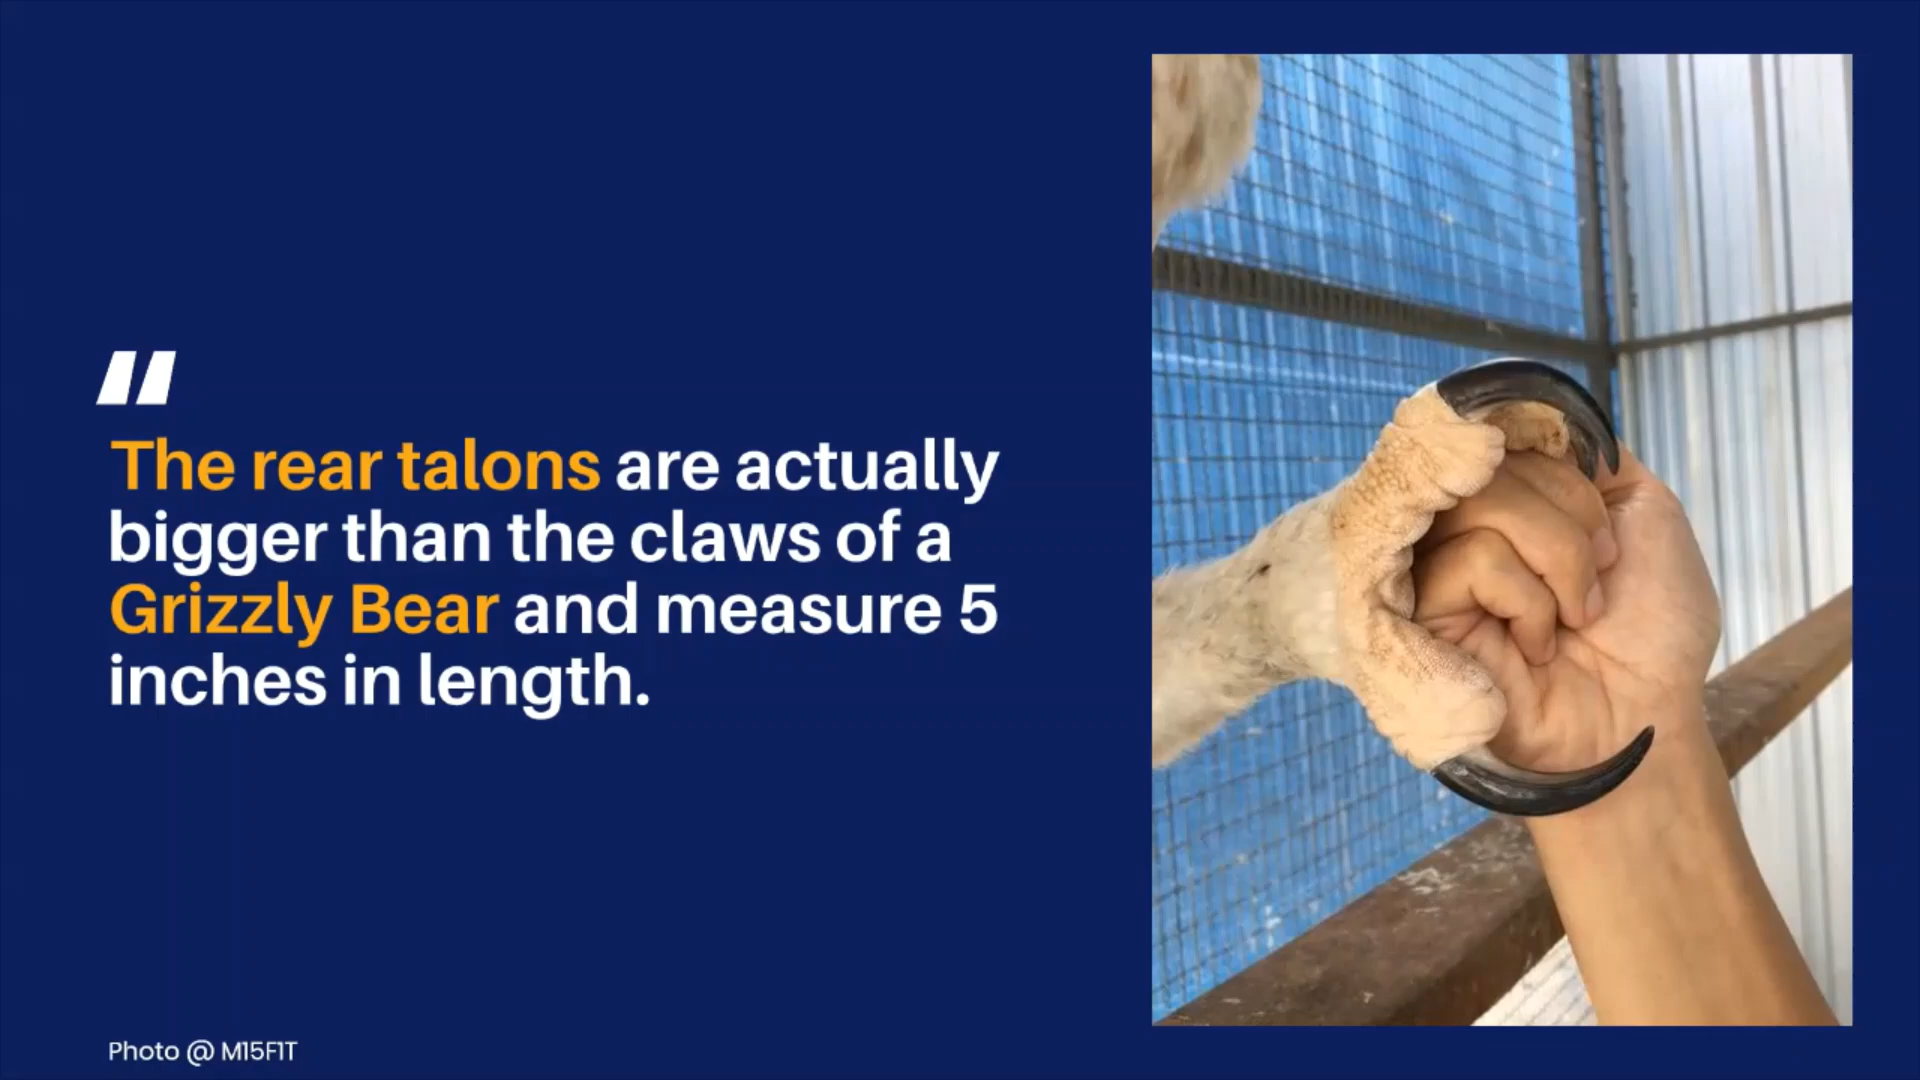 "
The rear talons are actually
bigger than the claws of a
Grizzly Bear and measure 5
inches in length.
Photo @ M15F1T